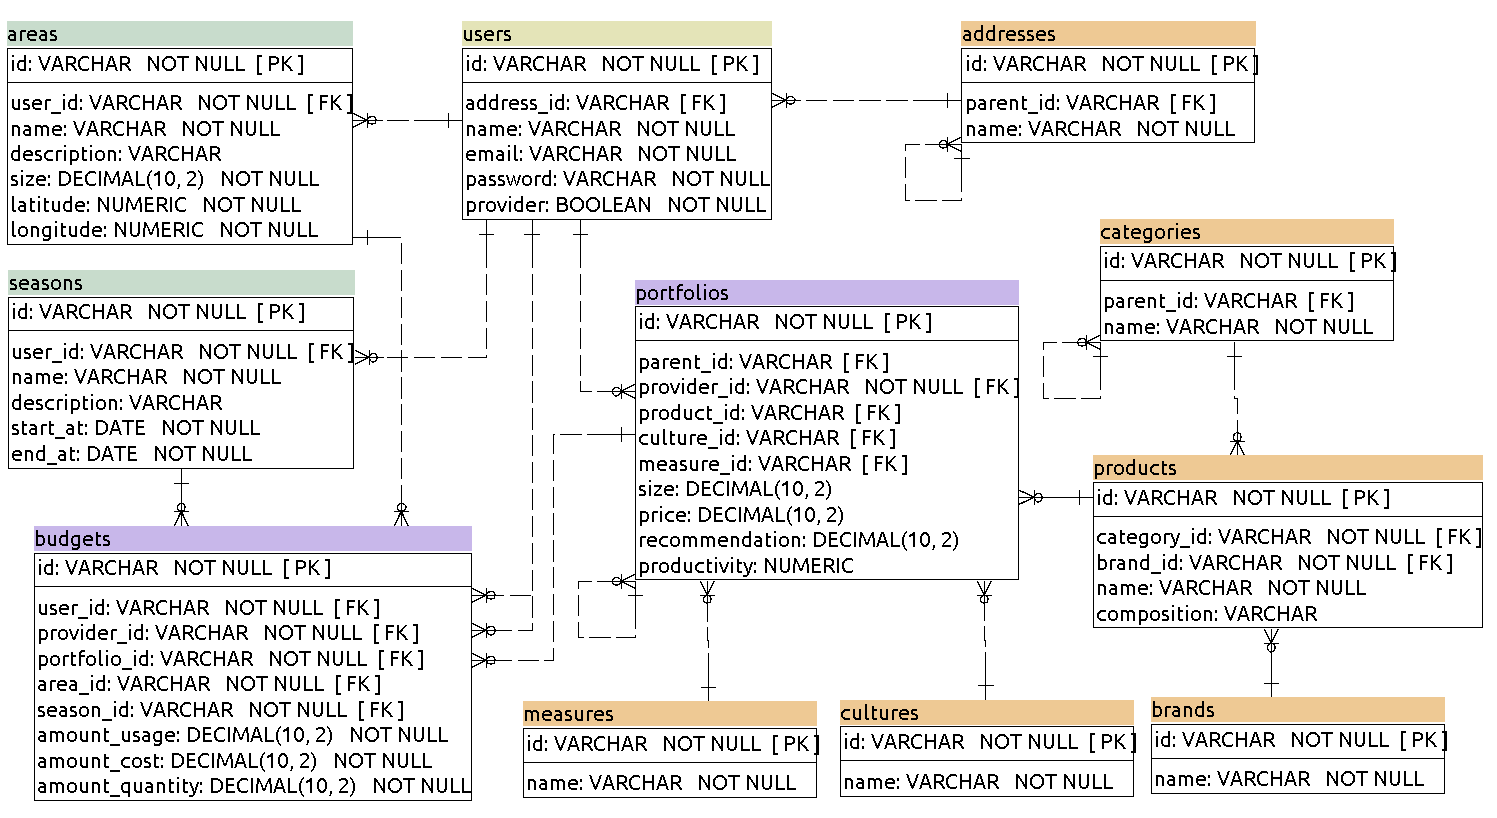 areas
id: VARCHAR NOT NULL [ PK ]
user_id: VARCHAR NOT NULL [ FK ]
name: VARCHAR NOT NULL
description: VARCHAR
size: DECIMAL(10, 2) NOT NULL
latitude: NUMERIC NOT NULL
longitude: NUMERIC NOT NULL
users
id: VARCHAR NOT NULL [ PK ]
address_id: VARCHAR [ FK ]
name: VARCHAR NOT NULL
email: VARCHAR NOT NULL
password: VARCHAR NOT NULL
provider: BOOLEAN NOT NULL
addresses
id: VARCHAR NOT NULL [ PK ]
parent_id: VARCHAR [ FK ]
name: VARCHAR NOT NULL
categories
id: VARCHAR NOT NULL [ PK ]
parent_id: VARCHAR [ FK ]
name: VARCHAR NOT NULL
seasons
id: VARCHAR NOT NULL [ PK ]
user_id: VARCHAR NOT NULL [ FK ]
name: VARCHAR NOT NULL
description: VARCHAR
start_at: DATE NOT NULL
end_at: DATE NOT NULL
portfolios
id: VARCHAR NOT NULL [ PK ]
parent_id: VARCHAR [ FK ]
provider_id: VARCHAR NOT NULL [ FK ]
product_id: VARCHAR [ FK ]
culture_id: VARCHAR [ FK ]
measure_id: VARCHAR [ FK ]
size: DECIMAL(10, 2)
price: DECIMAL(10, 2)
recommendation: DECIMAL(10, 2)
productivity: NUMERIC
products
id: VARCHAR NOT NULL [ PK ]
category_id: VARCHAR NOT NULL [ FK ]
brand_id: VARCHAR NOT NULL [ FK ]
name: VARCHAR NOT NULL
composition: VARCHAR
budgets
id: VARCHAR NOT NULL [ PK ]
user_id: VARCHAR NOT NULL [ FK ]
provider_id: VARCHAR NOT NULL [ FK ]
portfolio_id: VARCHAR NOT NULL [ FK ]
area_id: VARCHAR NOT NULL [ FK ]
season_id: VARCHAR NOT NULL [ FK ]
amount_usage: DECIMAL(10, 2) NOT NULL
amount_cost: DECIMAL(10, 2) NOT NULL
amount_quantity: DECIMAL(10, 2) NOT NULL
measures
id: VARCHAR NOT NULL [ PK ]
name: VARCHAR NOT NULL
cultures
id: VARCHAR NOT NULL [ PK ]
name: VARCHAR NOT NULL
brands
id: VARCHAR NOT NULL [ PK ]
name: VARCHAR NOT NULL